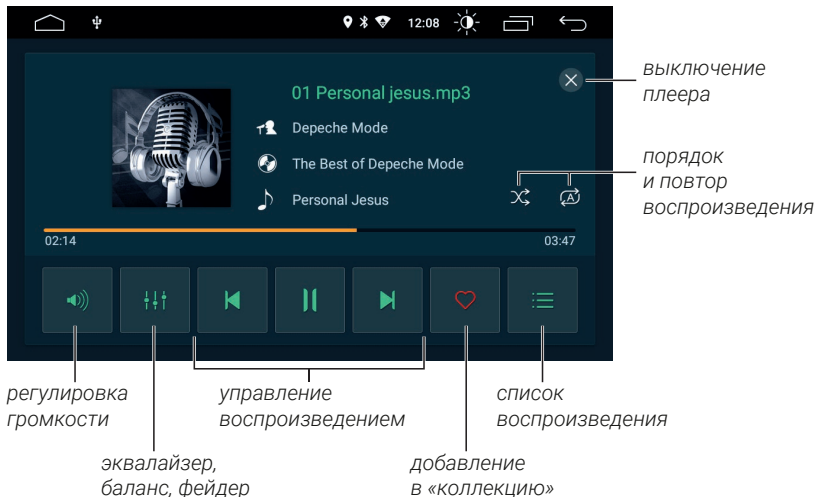 12:08
01 Personal jesus.mp3
Depeche Mode
The Best of Depeche Mode
Personal Jesus
A
02:14
03:47
выключение
плеера
порядок
и повтор
воспроизведения
регулировка
громкости
управление
воспроизведением
список
воспроизведения
эквалайзер,
баланс, фейдер
добавление
в «коллекцию»